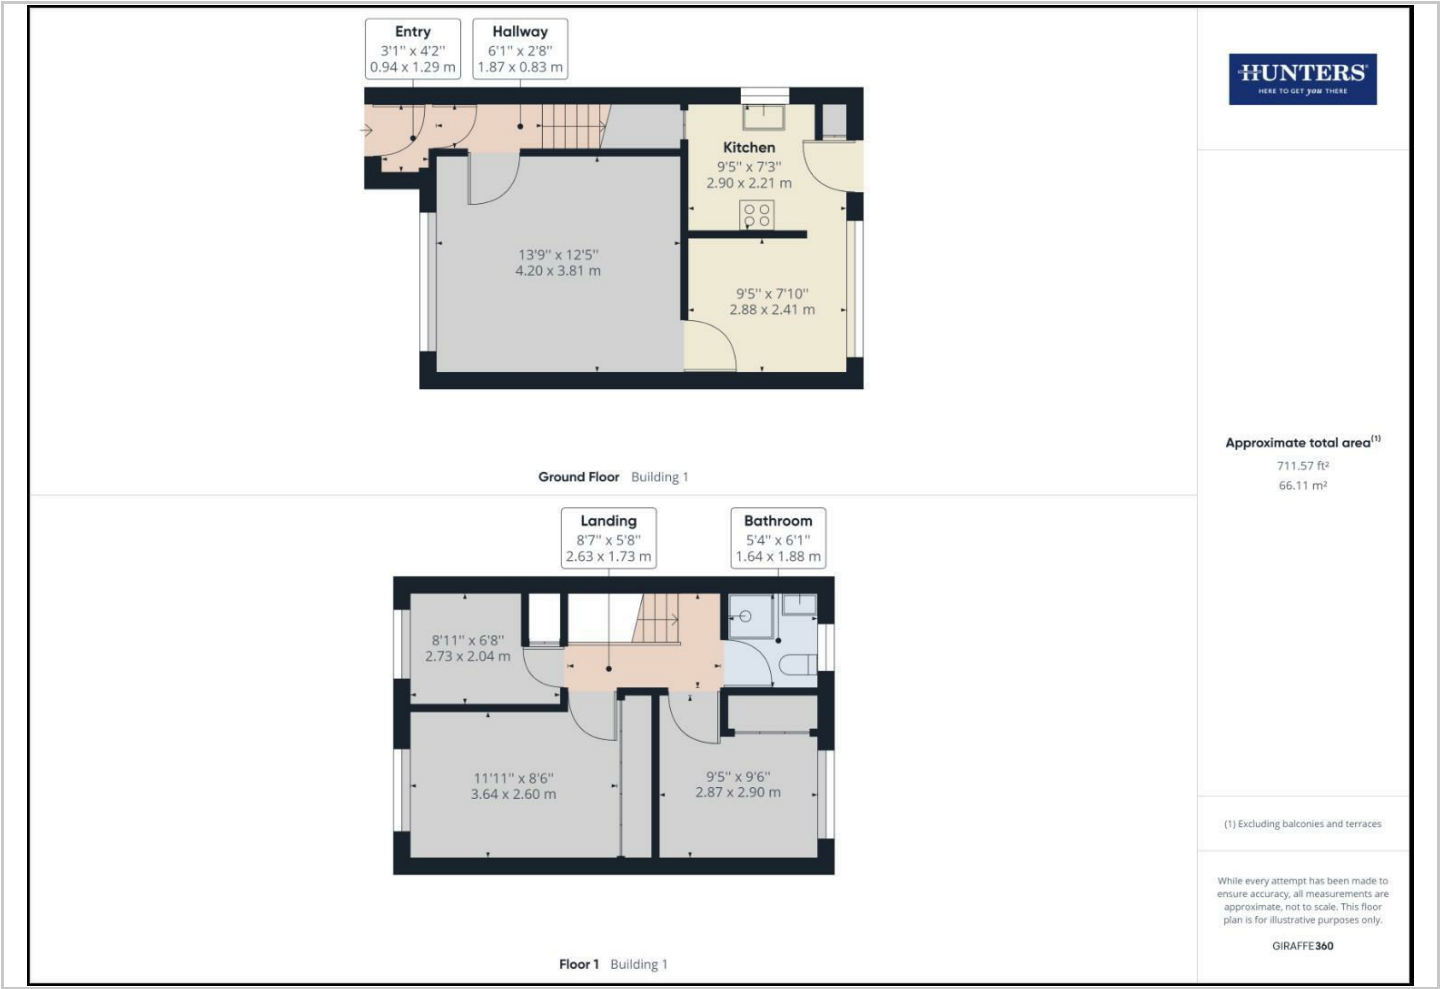 Entry
3'1" x 4'2"
0.94 x 1.29 m
Hallway
6'1" x 2'8"
1.87 x 0.83 m
Kitchen
9'5" x 7'3"
2.90 x 2.21 m
13'9" x 12'5"
4.20 x 3.81 m
9'5" x 7'10"
2.88 x 2.41 m
Ground Floor Building 1
Landing
8'7" x 5'8"
2.63 x 1.73 m
Bathroom
5'4" x 6'1"
1.64 x 1.88 m
8'11" x 6'8"
2.73 x 2.04 m
11'11" x 8'6"
3.64 x 2.60 m
9'5" x 9'6"
2.87 x 2.90 m
Floor 1 Building 1
HUNTERS
HERE TO GET you THERE
Approximate total area(1)
711.57 ft²
66.11 m²
(1) Excluding balconies and terraces
While every attempt has been made to
ensure accuracy, all measurements are
approximate, not to scale. This floor
plan is for illustrative purposes only.
GIRAFFE360